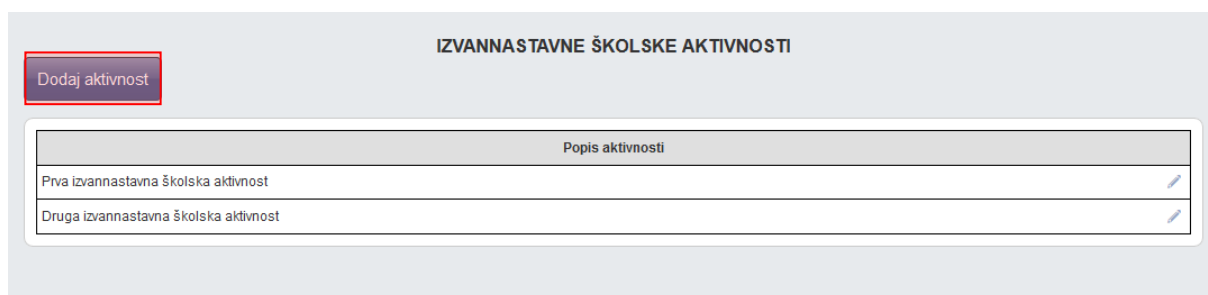 IZVANNASTAVNE ŠKOLSKE AKTIVNOSTI
Dodaj aktivnost
Popis aktivnosti
Prva izvannastavna školska aktivnost
Druga izvannastavna školska aktivnost